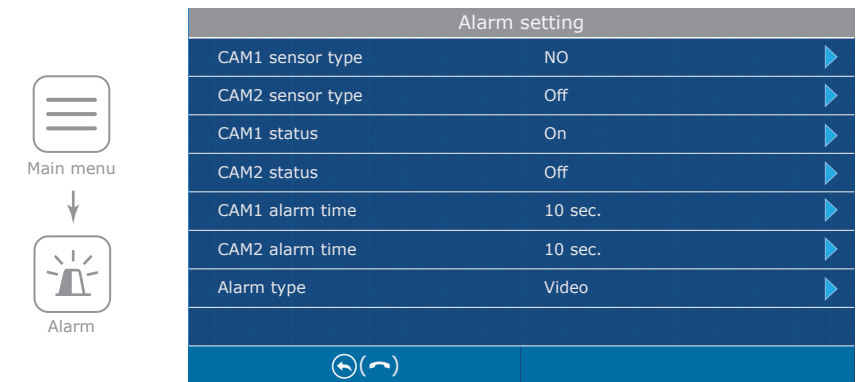 Main menu
Alarm
Alarm setting
CAM1 sensor type NO
CAM2 sensor type Off
CAM1 status On
CAM2 status Off
CAM1 alarm time 10 sec.
CAM2 alarm time 10 sec.
Alarm type Video